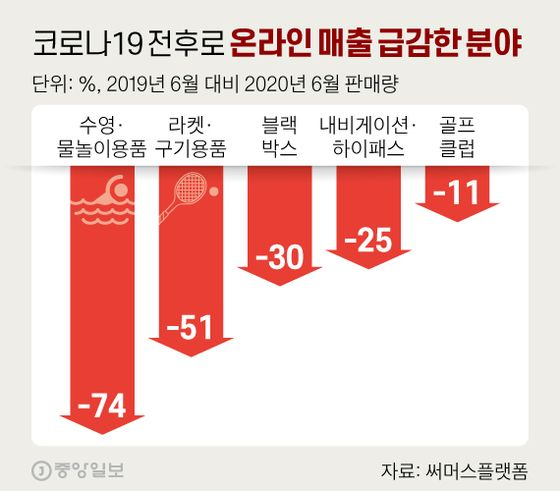 코로나19 전후로 온라인 매출 급감한 분야
단위: %, 2019년 6월 대비 2020년 6월 판매량
수영·
물놀이용품
라켓·
구기용품
블랙
박스
내비게이션·
하이패스
골프
클럽
-74
-51
-30
-25
-11
J 중앙일보
자료: 써머스플랫폼